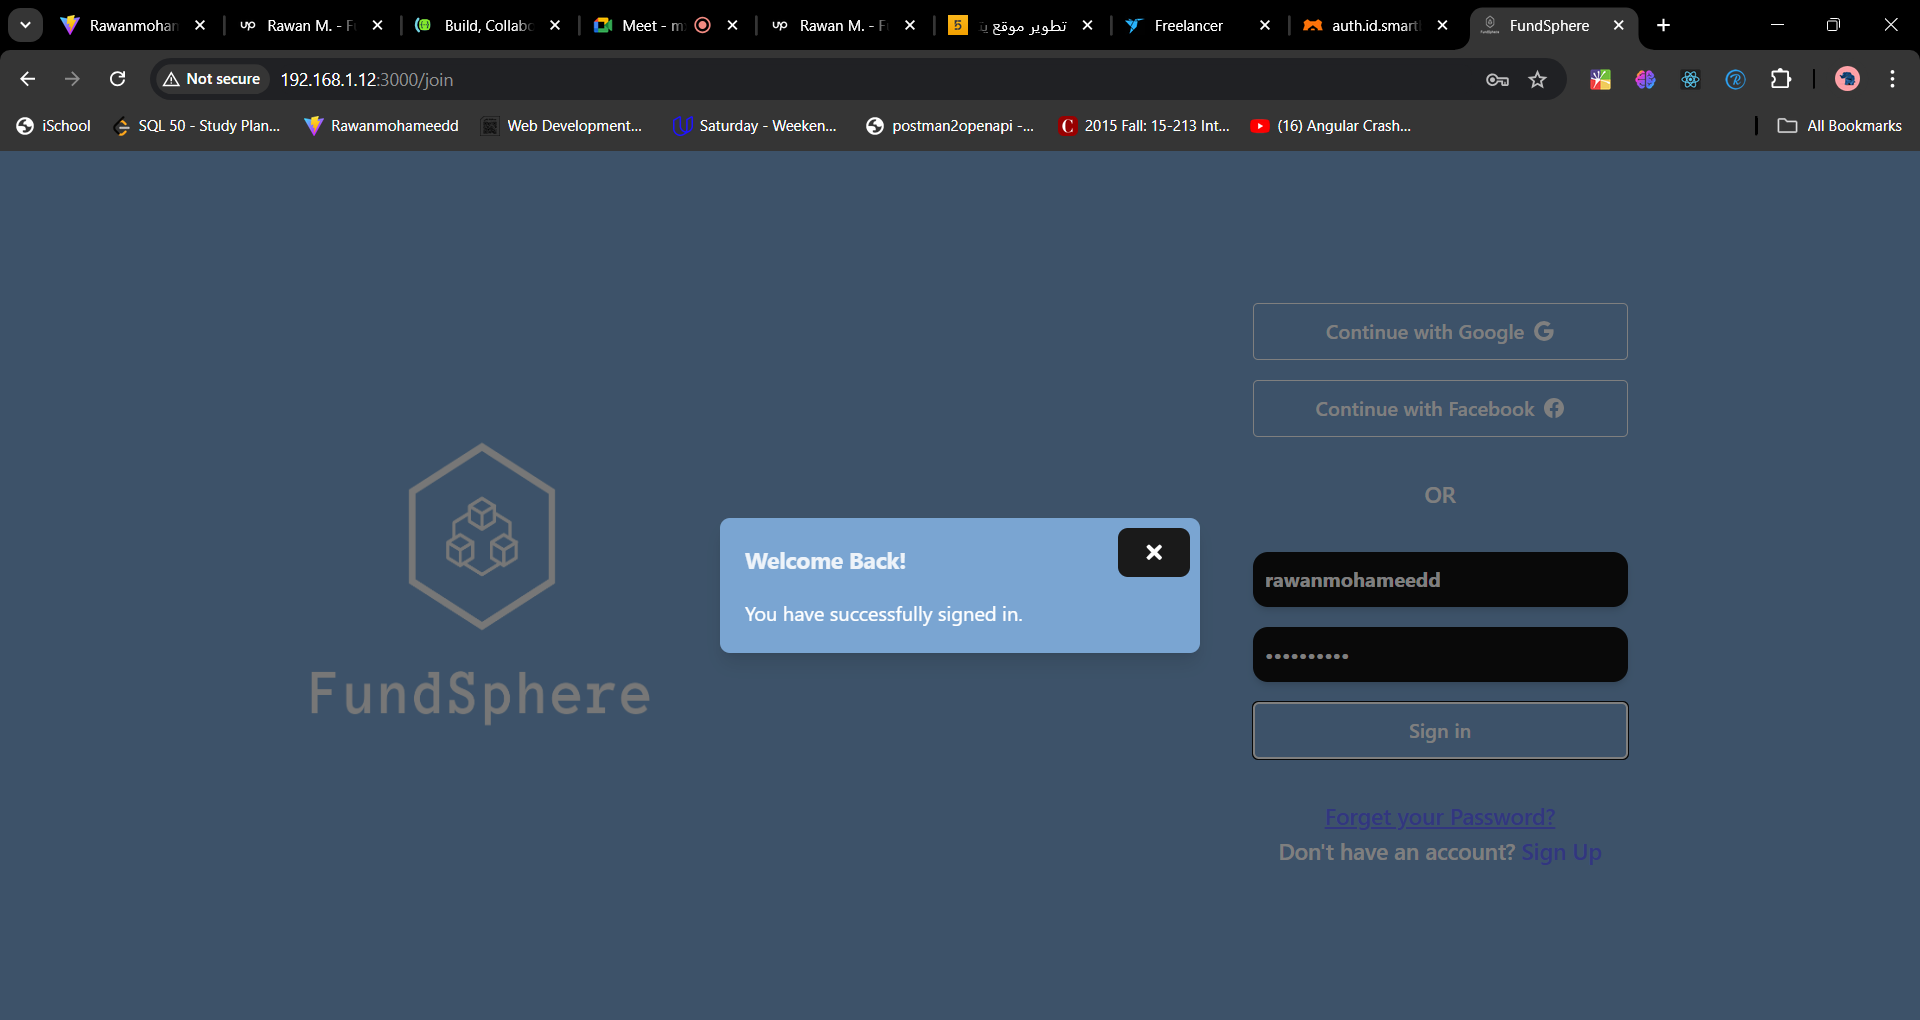 Rawanmohan
Rawan M. - F
Build, Collabo
Meet - m
Rawan M. - F
تطوير موقع
Freelancer
auth.id.smart
FundSphere
Not secure
192.168.1.12:3000/join
iSchool
SQL 50 - Study Plan...
Rawanmohameedd
Web Development...
Saturday - Weeken...
postman2openapi -...
2015 Fall: 15-213 Int...
(16) Angular Crash...
All Bookmarks
Continue with Google
Continue with Facebook
OR
FundSphere
Welcome Back!
You have successfully signed in.
rawanmohameedd
••••••••••
Sign in
Forget your Password?
Don't have an account? Sign Up